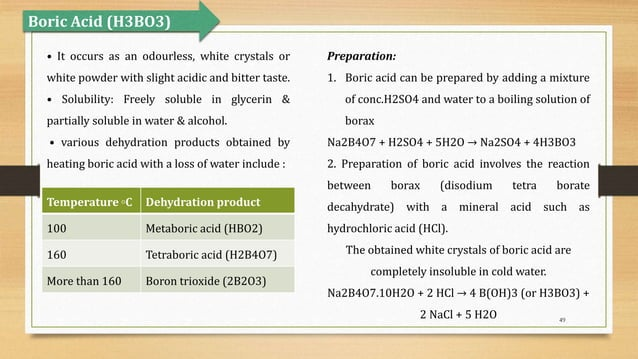 Boric Acid (H3BO3)
• It occurs as an odourless, white crystals or
white powder with slight acidic and bitter taste.
• Solubility: Freely soluble in glycerin &
partially soluble in water & alcohol.
• various dehydration products obtained by
heating boric acid with a loss of water include :
Temperature oC Dehydration product
100 Metaboric acid (HBO2)
160 Tetraboric acid (H2B4O7)
More than 160 Boron trioxide (2B2O3)
Preparation:
1. Boric acid can be prepared by adding a mixture
of conc.H2SO4 and water to a boiling solution of
borax
Na2B4O7 + H2SO4 + 5H2O → Na2SO4 + 4H3BO3
2. Preparation of boric acid involves the reaction
between borax (disodium tetra borate
decahydrate) with a mineral acid such as
hydrochloric acid (HCl).
The obtained white crystals of boric acid are
completely insoluble in cold water.
Na2B4O7.10H2O + 2 HCl → 4 B(OH)3 (or H3BO3) +
2 NaCl + 5 H2O
49